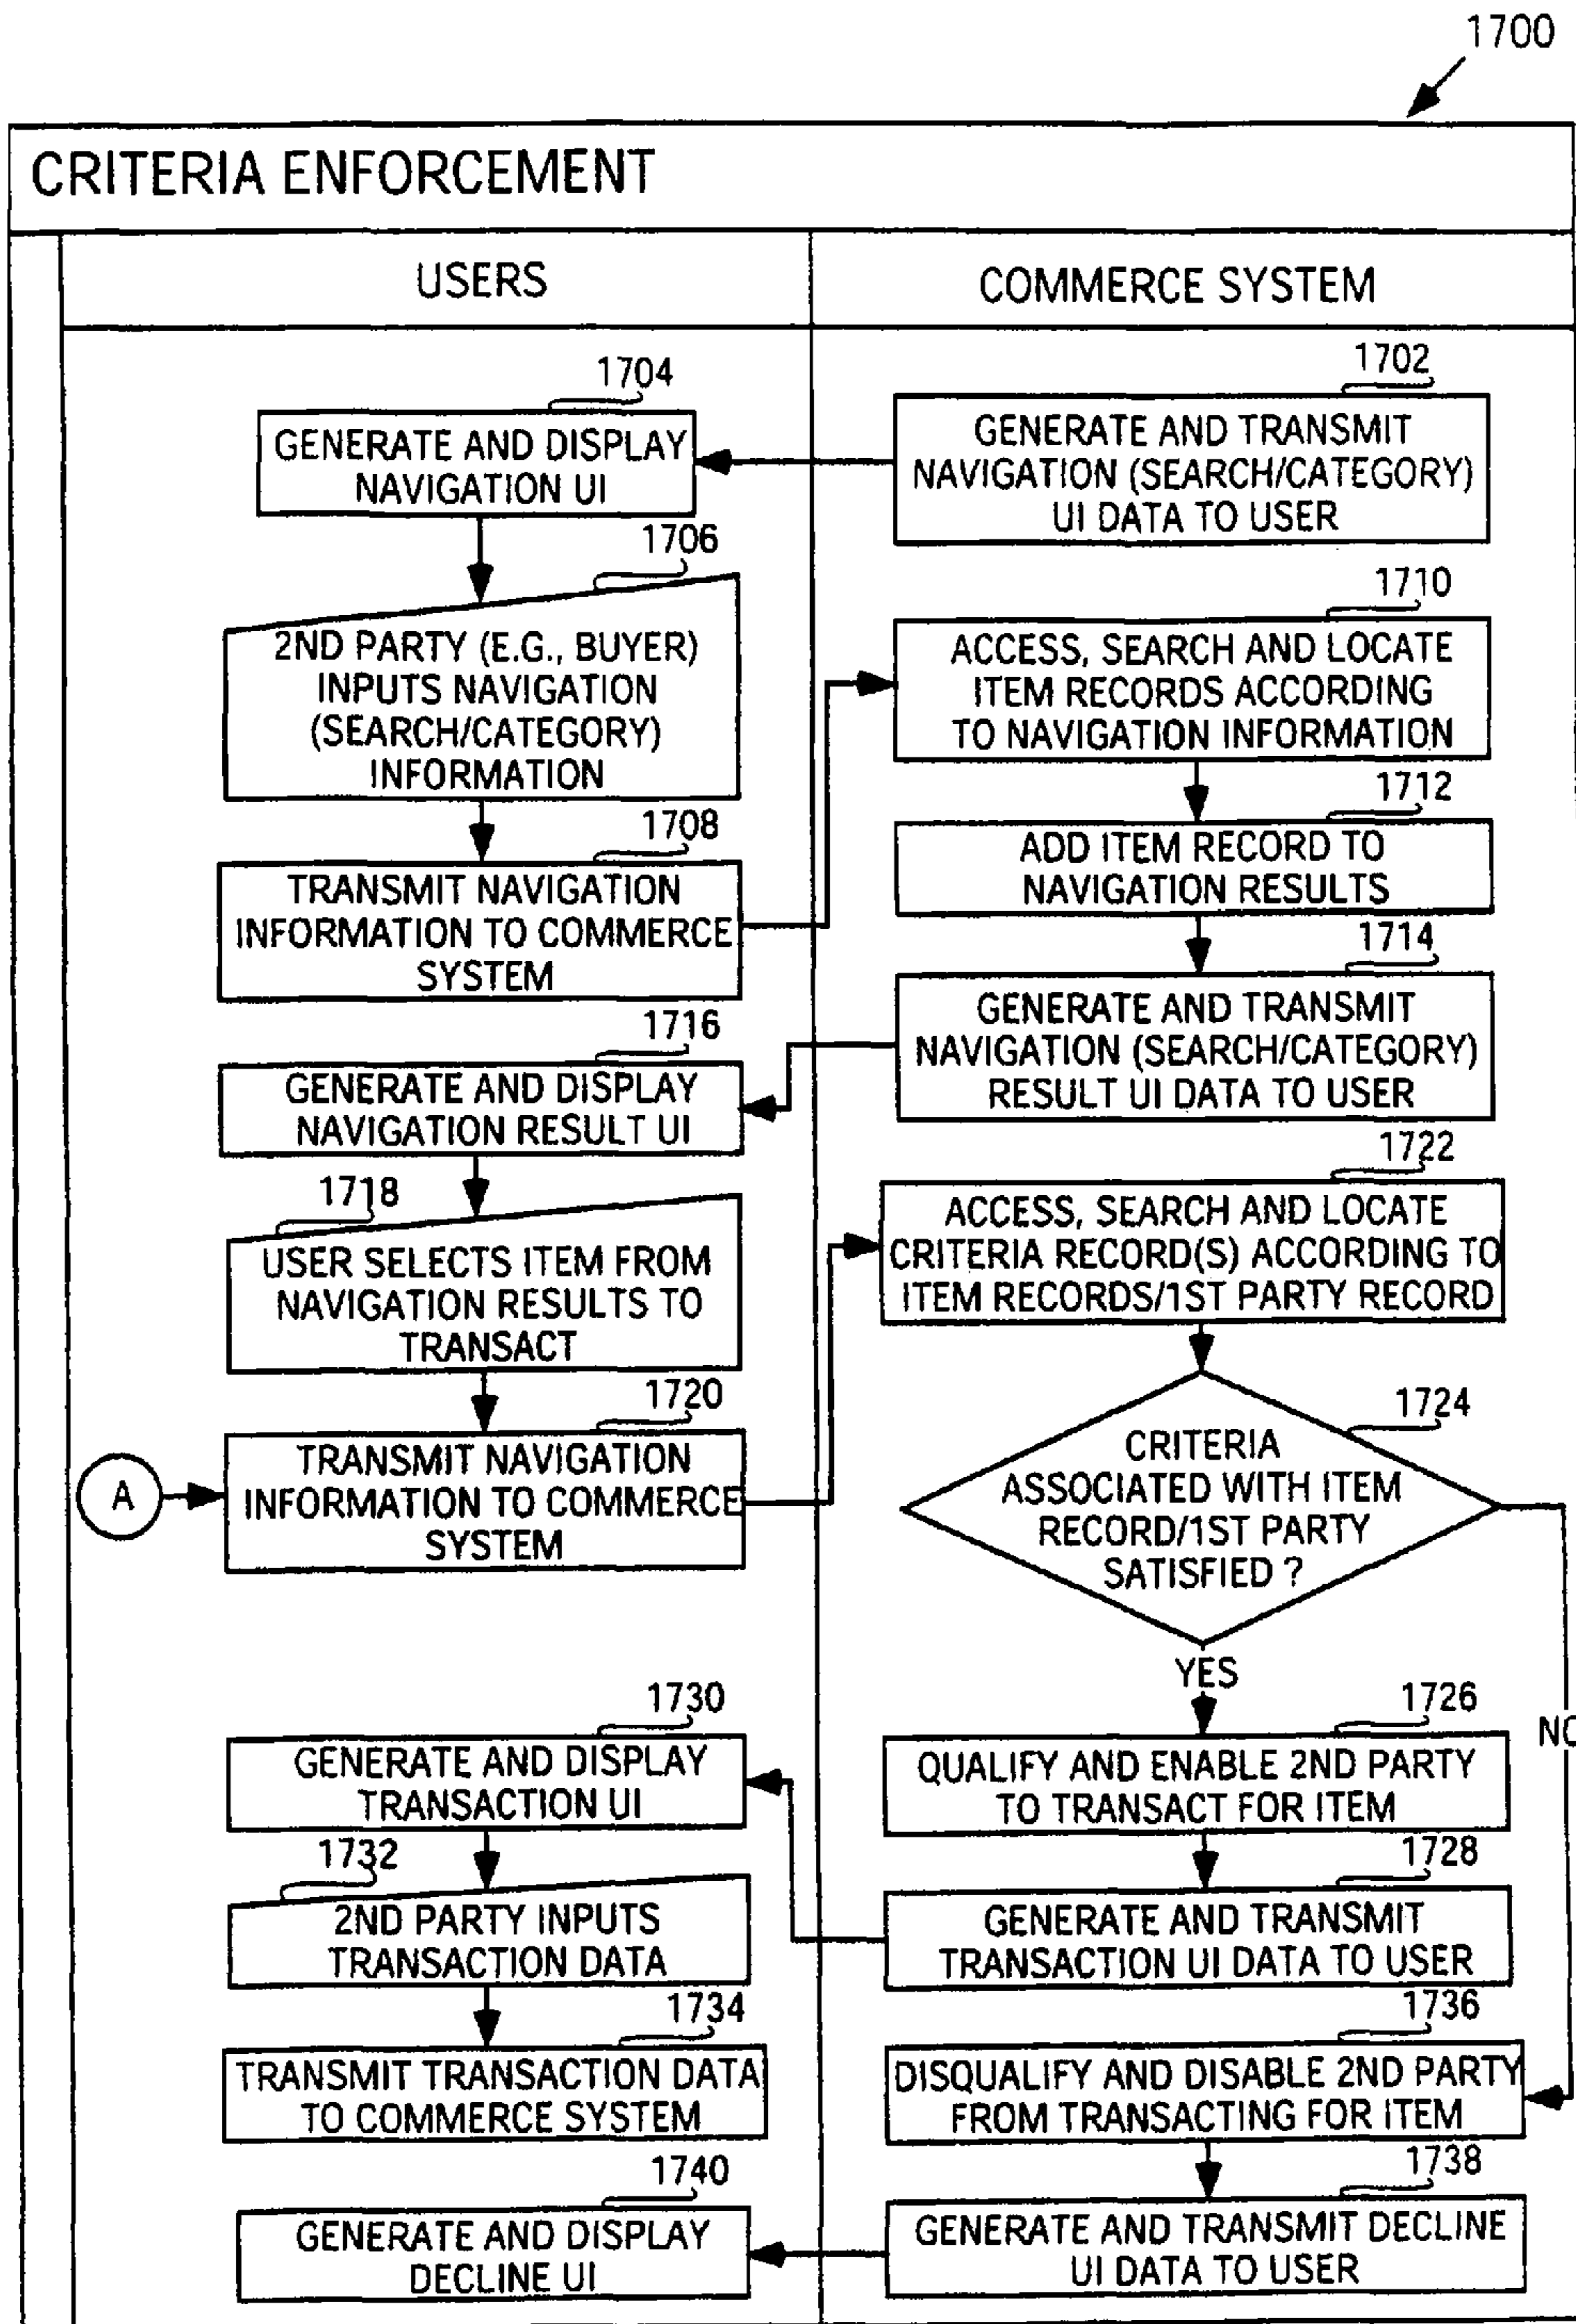 1700
CRITERIA ENFORCEMENT
USERS
COMMERCE SYSTEM
1704
GENERATE AND DISPLAY
NAVIGATION UI
1702
GENERATE AND TRANSMIT
NAVIGATION (SEARCH/CATEGORY)
UI DATA TO USER
1706
2ND PARTY (E.G., BUYER)
INPUTS NAVIGATION
(SEARCH/CATEGORY)
INFORMATION
1708
TRANSMIT NAVIGATION
INFORMATION TO COMMERCE
SYSTEM
1710
ACCESS, SEARCH AND LOCATE
ITEM RECORDS ACCORDING
TO NAVIGATION INFORMATION
1712
ADD ITEM RECORD TO
NAVIGATION RESULTS
1714
GENERATE AND TRANSMIT
NAVIGATION (SEARCH/CATEGORY)
RESULT UI DATA TO USER
1716
GENERATE AND DISPLAY
NAVIGATION RESULT UI
1718
USER SELECTS ITEM FROM
NAVIGATION RESULTS TO
TRANSACT
1720
A
TRANSMIT NAVIGATION
INFORMATION TO COMMERCE
SYSTEM
1722
ACCESS, SEARCH AND LOCATE
CRITERIA RECORD(S) ACCORDING TO
ITEM RECORDS/1ST PARTY RECORD
1724
CRITERIA
ASSOCIATED WITH ITEM
RECORD/1ST PARTY
SATISFIED ?
YES
NO
1726
QUALIFY AND ENABLE 2ND PARTY
TO TRANSACT FOR ITEM
1728
GENERATE AND TRANSMIT
TRANSACTION UI DATA TO USER
1730
GENERATE AND DISPLAY
TRANSACTION UI
1732
2ND PARTY INPUTS
TRANSACTION DATA
1734
TRANSMIT TRANSACTION DATA
TO COMMERCE SYSTEM
1736
DISQUALIFY AND DISABLE 2ND PARTY
FROM TRANSACTING FOR ITEM
1738
GENERATE AND TRANSMIT DECLINE
UI DATA TO USER
1740
GENERATE AND DISPLAY
DECLINE UI